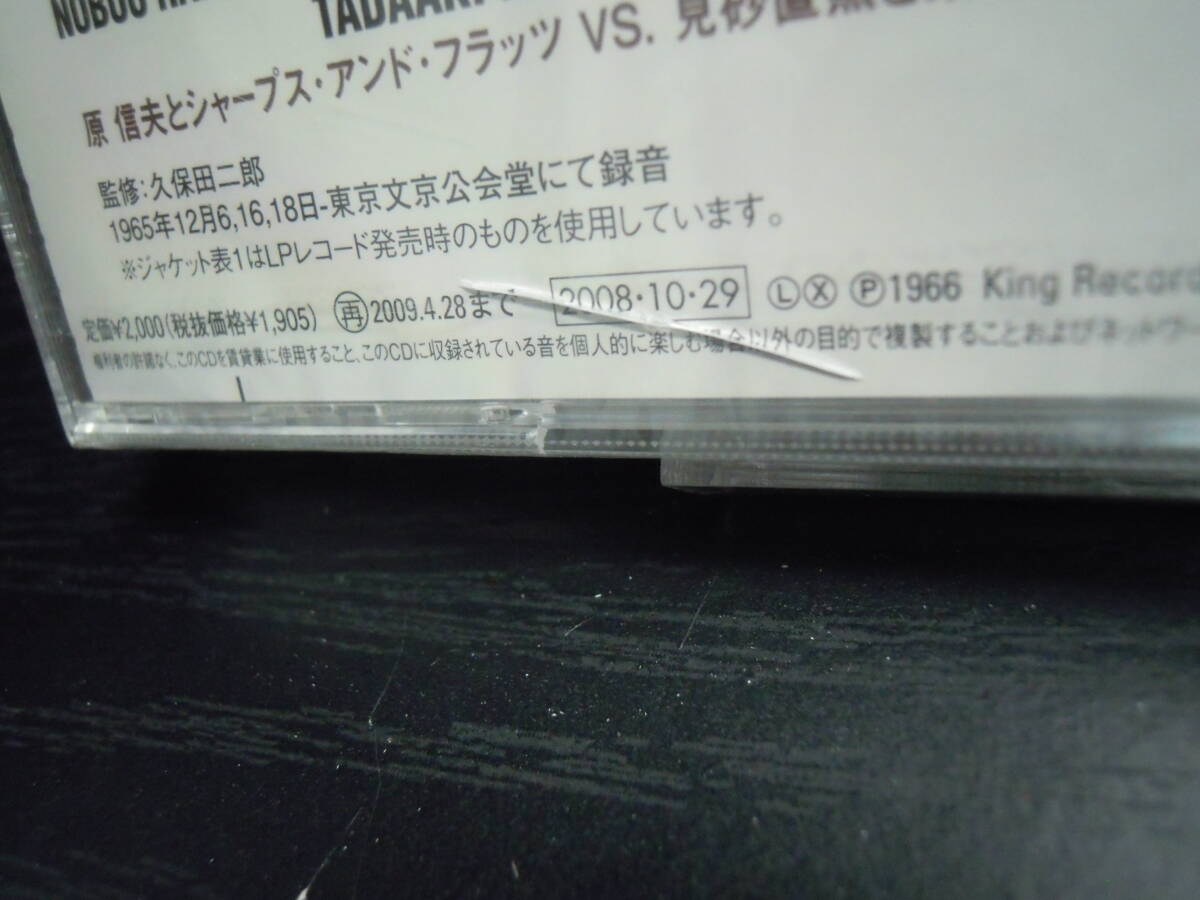 NOBUO
TADAAKI
原 信夫とシャープス・アンド・フラッツ VS. 見砂直照と
監修:久保田二郎
1965年12月6,16,18日-東京文京公会堂にて録音
※ジャケット表1はLPレコード発売時のものを使用しています。
定価¥2,000(税抜価格¥1,905) 再2009.4.28まで 2008・10・29 ⓁⓍ Ⓟ1966 King Record
権利者の許諾なく、このCDを賃貸業に使用すること、このCDに収録されている音を個人的に楽しむ場合以外の目的で複製することおよびネットワー